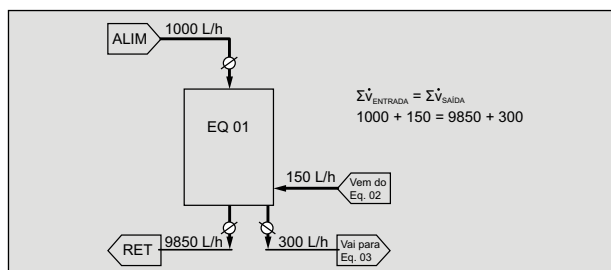 1000 L/h
ALIM
Σv̇ENTRADA = Σv̇SAÍDA
1000 + 150 = 9850 + 300
EQ 01
150 L/h
Vem do
Eq. 02
RET
9850 L/h
300 L/h
Vai para
Eq. 03